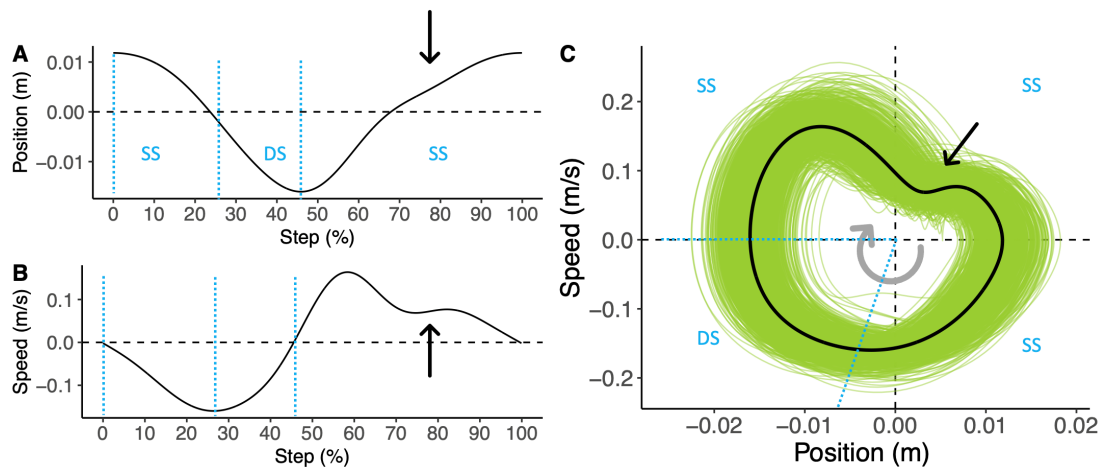 A
Position (m)
0.01
0.00
−0.01
SS
DS
SS
0 10 20 30 40 50 60 70 80 90 100
Step (%)
B
Speed (m/s)
0.1
0.0
−0.1
0 10 20 30 40 50 60 70 80 90 100
Step (%)
C
Speed (m/s)
SS
SS
0.2
0.1
0.0
−0.1
−0.2
DS
SS
−0.02 −0.01 0.00 0.01 0.02
Position (m)